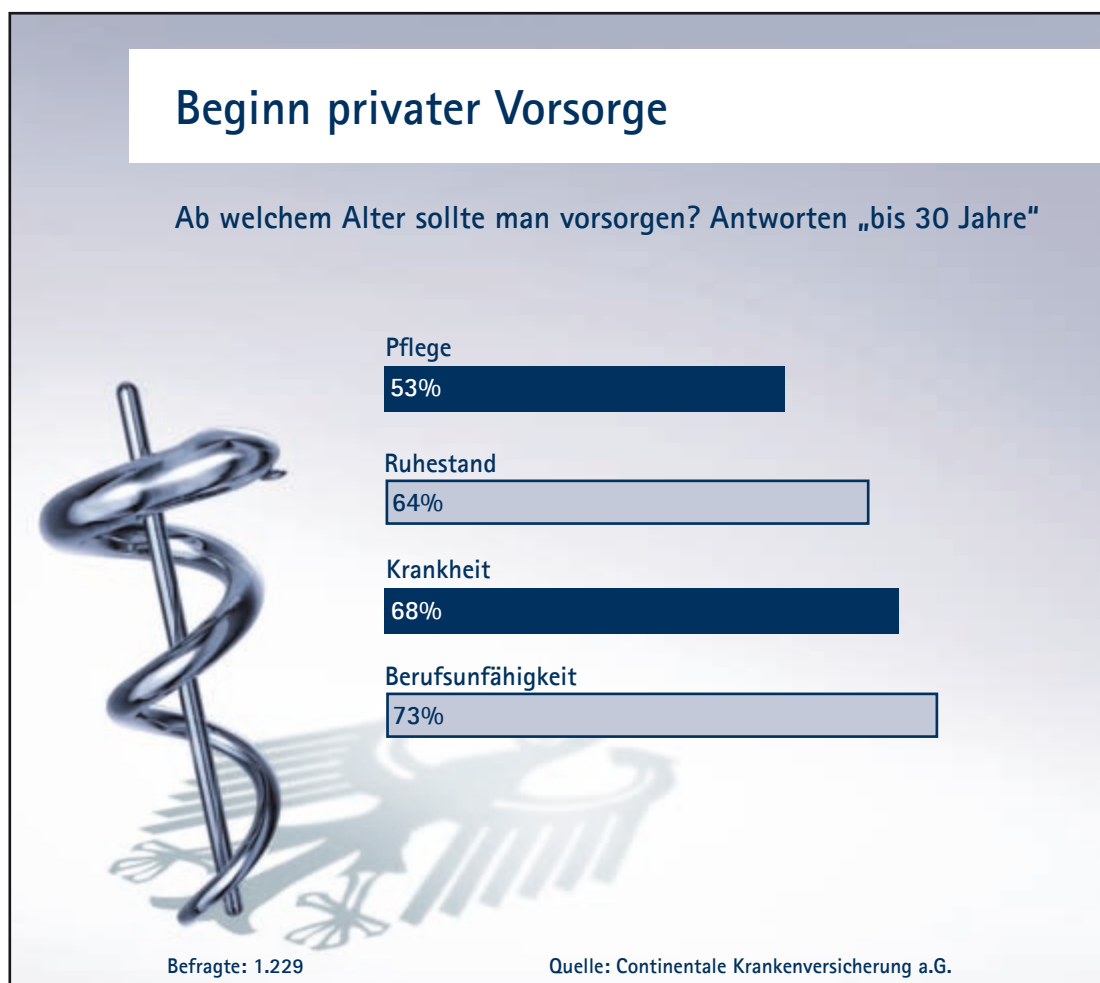 Beginn privater Vorsorge
Ab welchem Alter sollte man vorsorgen? Antworten „bis 30 Jahre“
Pflege
53%
Ruhestand
64%
Krankheit
68%
Berufsunfähigkeit
73%
Befragte: 1.229
Quelle: Continentale Krankenversicherung a.G.